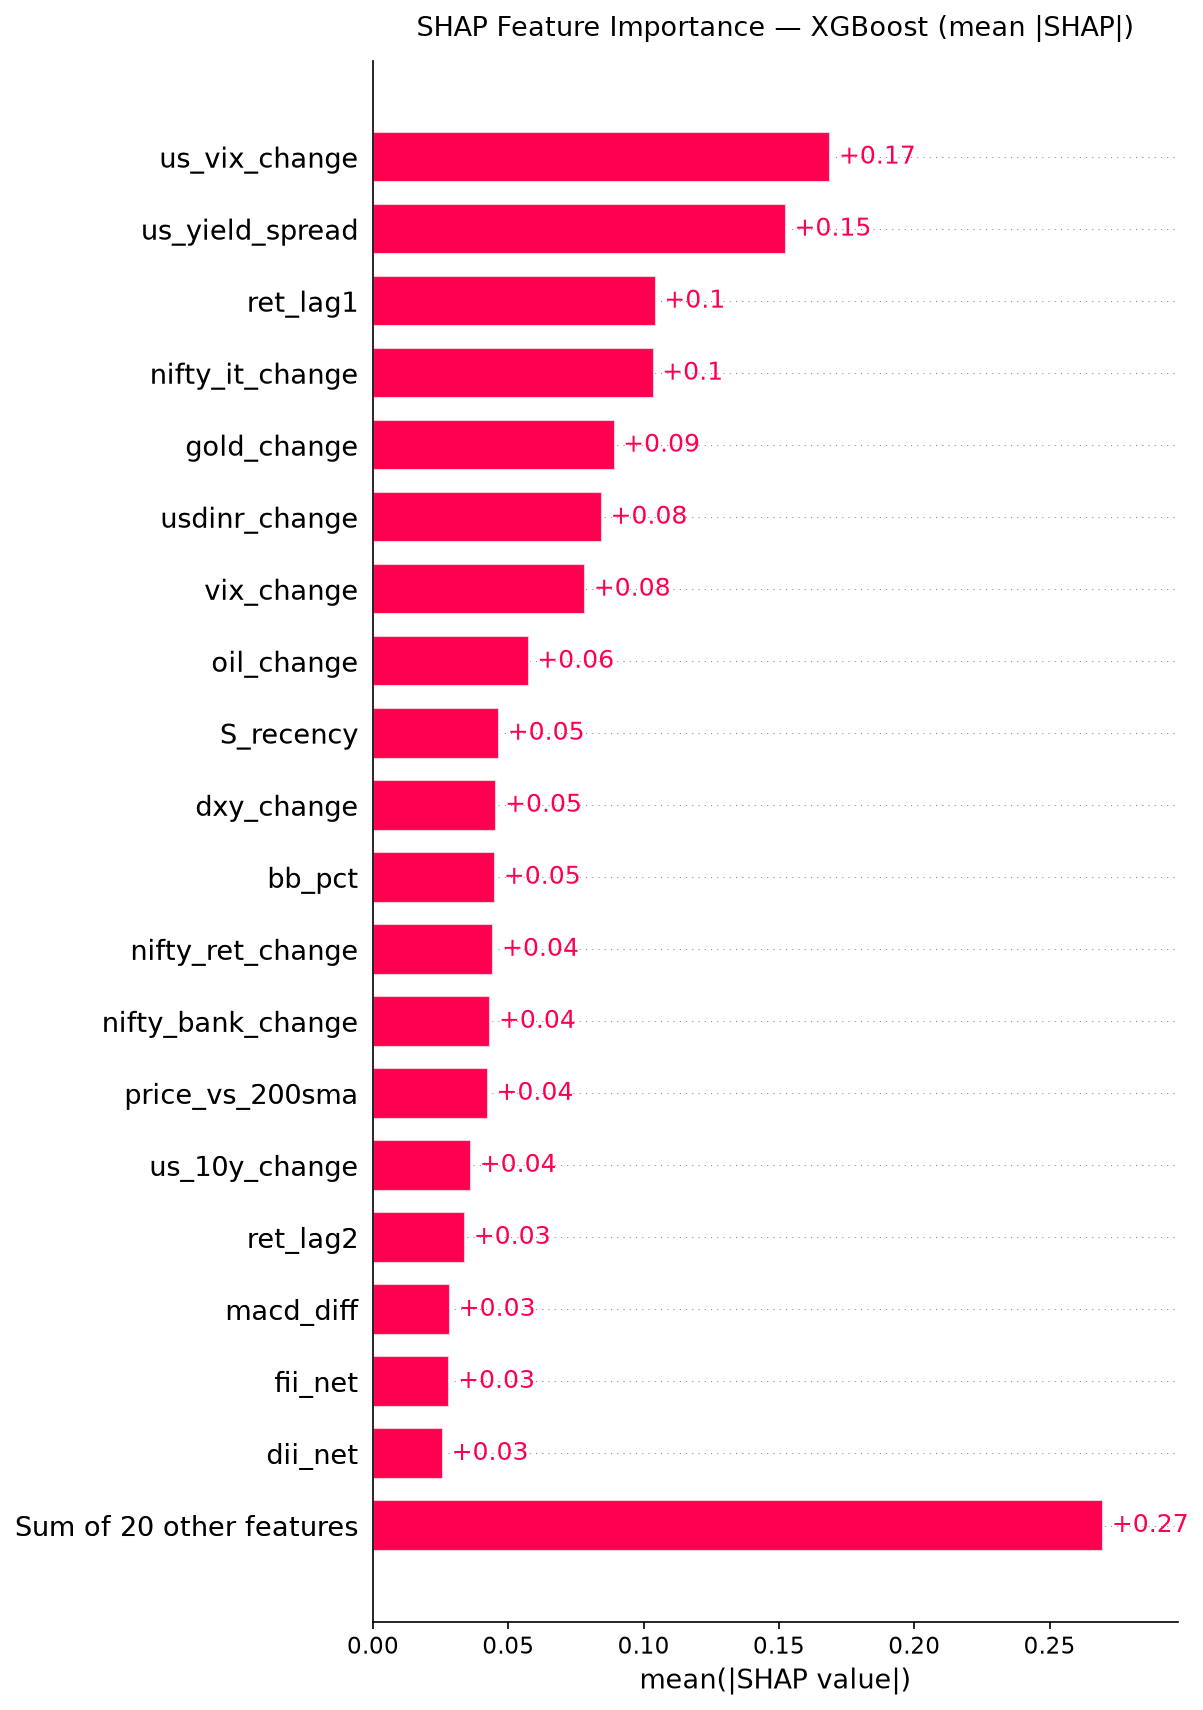 SHAP Feature Importance — XGBoost (mean |SHAP|)
us_vix_change +0.17
us_yield_spread +0.15
ret_lag1 +0.1
nifty_it_change +0.1
gold_change +0.09
usdinr_change +0.08
vix_change +0.08
oil_change +0.06
S_recency +0.05
dxy_change +0.05
bb_pct +0.05
nifty_ret_change +0.04
nifty_bank_change +0.04
price_vs_200sma +0.04
us_10y_change +0.04
ret_lag2 +0.03
macd_diff +0.03
fii_net +0.03
dii_net +0.03
Sum of 20 other features +0.27
0.00 0.05 0.10 0.15 0.20 0.25
mean(|SHAP value|)